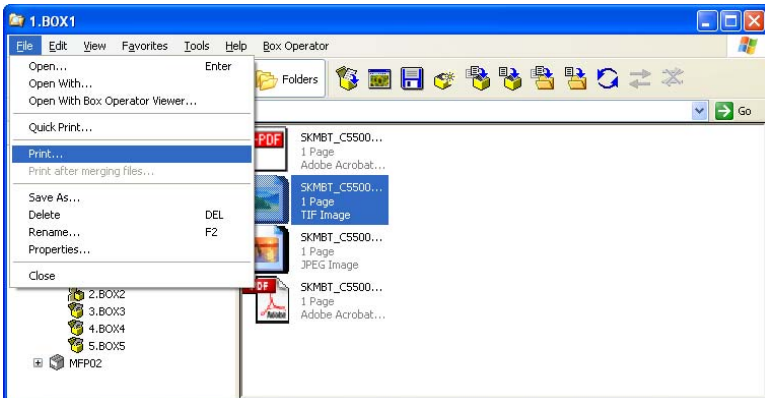 1.BOX1
File Edit View Favorites Tools Help Box Operator
Open... Enter
Open With...
Open With Box Operator Viewer...
Quick Print...
Print...
Print after merging files...
Save As...
Delete DEL
Rename... F2
Properties...
Close
Folders
Go
PDF
SKMBT_C5500...
1 Page
Adobe Acrobat...
SKMBT_C5500...
1 Page
TIF Image
SKMBT_C5500...
1 Page
JPEG Image
SKMBT_C5500...
1 Page
Adobe Acrobat...
Adobe
2.BOX2
3.BOX3
4.BOX4
5.BOX5
MFP02